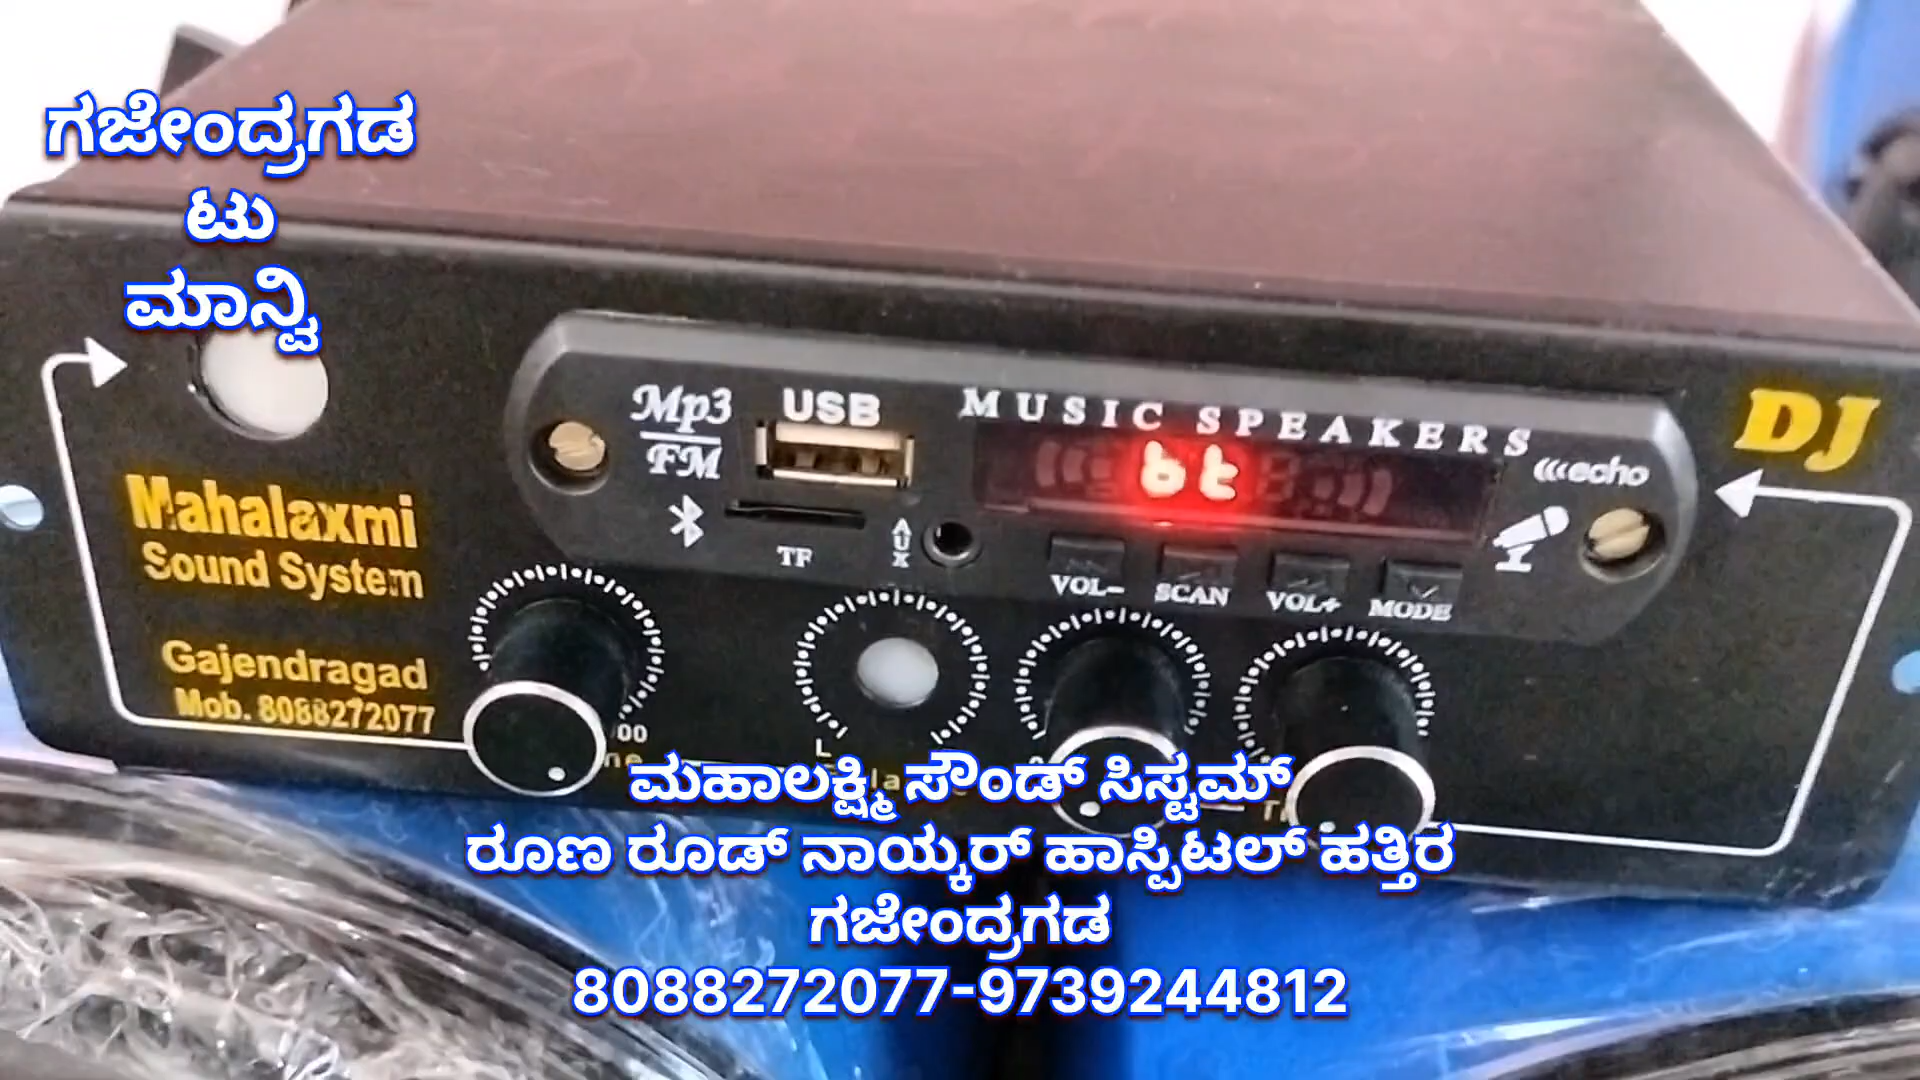 ಗಜೇಂದ್ರಗಡ
ಟು
ಮಾನ್ವಿ
Mp3
FM
USB
MUSIC SPEAKERS
bt
echo
DJ
TF
AUX
VOL-
SCAN
VOL+
MODE
Mahalaxmi
Sound System
Gajendragad
Mob. 8088272077
L
ಮಹಾಲಕ್ಷ್ಮಿ ಸೌಂಡ್ ಸಿಸ್ಟಮ್
ರೂಣ ರೂಡ್ ನಾಯ್ಕರ್ ಹಾಸ್ಪಿಟಲ್ ಹತ್ತಿರ
ಗಜೇಂದ್ರಗಡ
8088272077-9739244812